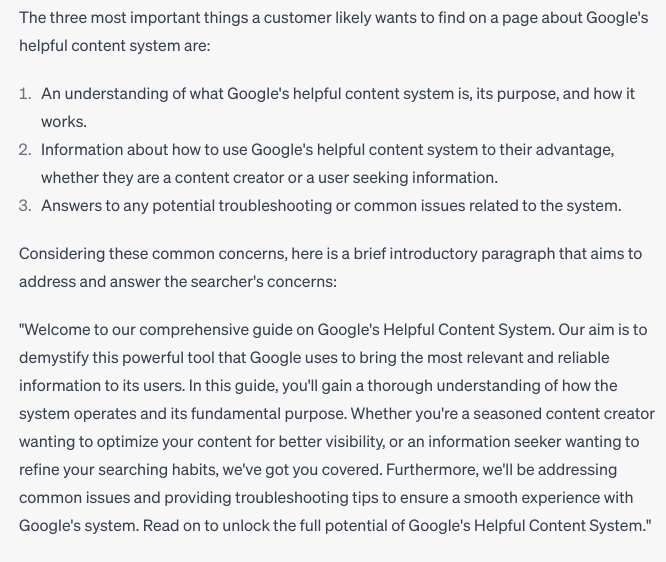 The three most important things a customer likely wants to find on a page about Google's
helpful content system are:
1. An understanding of what Google's helpful content system is, its purpose, and how it
works.
2. Information about how to use Google's helpful content system to their advantage,
whether they are a content creator or a user seeking information.
3. Answers to any potential troubleshooting or common issues related to the system.
Considering these common concerns, here is a brief introductory paragraph that aims to
address and answer the searcher's concerns:
"Welcome to our comprehensive guide on Google's Helpful Content System. Our aim is to
demystify this powerful tool that Google uses to bring the most relevant and reliable
information to its users. In this guide, you'll gain a thorough understanding of how the
system operates and its fundamental purpose. Whether you're a seasoned content creator
wanting to optimize your content for better visibility, or an information seeker wanting to
refine your searching habits, we've got you covered. Furthermore, we'll be addressing
common issues and providing troubleshooting tips to ensure a smooth experience with
Google's system. Read on to unlock the full potential of Google's Helpful Content System."